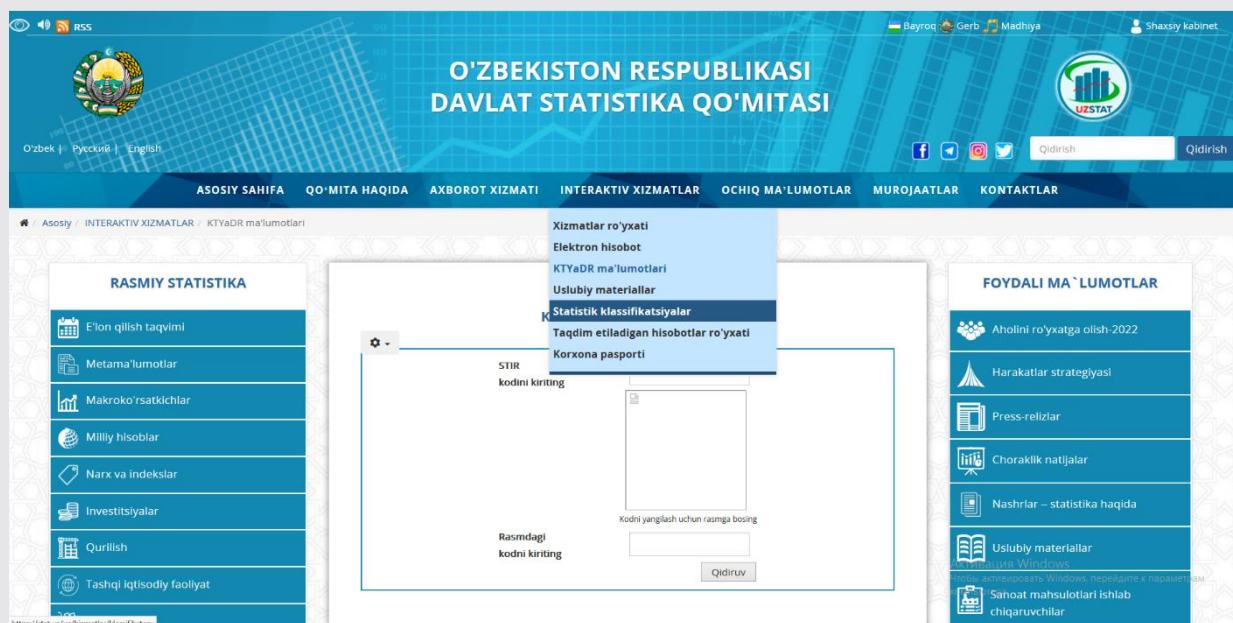 RSS
Bayroq Gerb Madhiya Shaxsiy kabinet
O'ZBEKISTON RESPUBLIKASI
DAVLAT STATISTIKA QO'MITASI
UZSTAT
O'zbek | Русский | English
Qidirish Qidirish
ASOSIY SAHIFA QO'MITA HAQIDA AXBOROT XIZMATI INTERAKTIV XIZMATLAR OCHIQ MA'LUMOTLAR MUROJAATLAR KONTAKTLAR
/ Asosiy / INTERAKTIV XIZMATLAR / KTYaDR ma'lumotlari
Xizmatlar ro'yxati
Elektron hisobot
KTYaDR ma'lumotlari
Uslubiy materiallar
Statistik klassifikatsiyalar
Taqdim etiladigan hisobotlar ro'yxati
Korxona pasporti
RASMIY STATISTIKA
E'lon qilish taqvimi
Metama'lumotlar
Makroko'rsatkichlar
Milliy hisoblar
Narx va indekslar
Investitsiyalar
Qurilish
Tashqi iqtisodiy faoliyat
K
STIR
kodini kiriting
Kodni yangilash uchun rasmga bosing
Rasmdagi
kodni kiriting
Qidiruv
FOYDALI MA`LUMOTLAR
Aholini ro'yxatga olish-2022
Harakatlar strategiyasi
Press-relizlar
Choraklik natijalar
Nashrlar – statistika haqida
Uslubiy materiallar
Активация Windows
Чтобы активировать Windows, перейдите к параметрам
Sanoat mahsulotlari ishlab
chiqaruvchilar